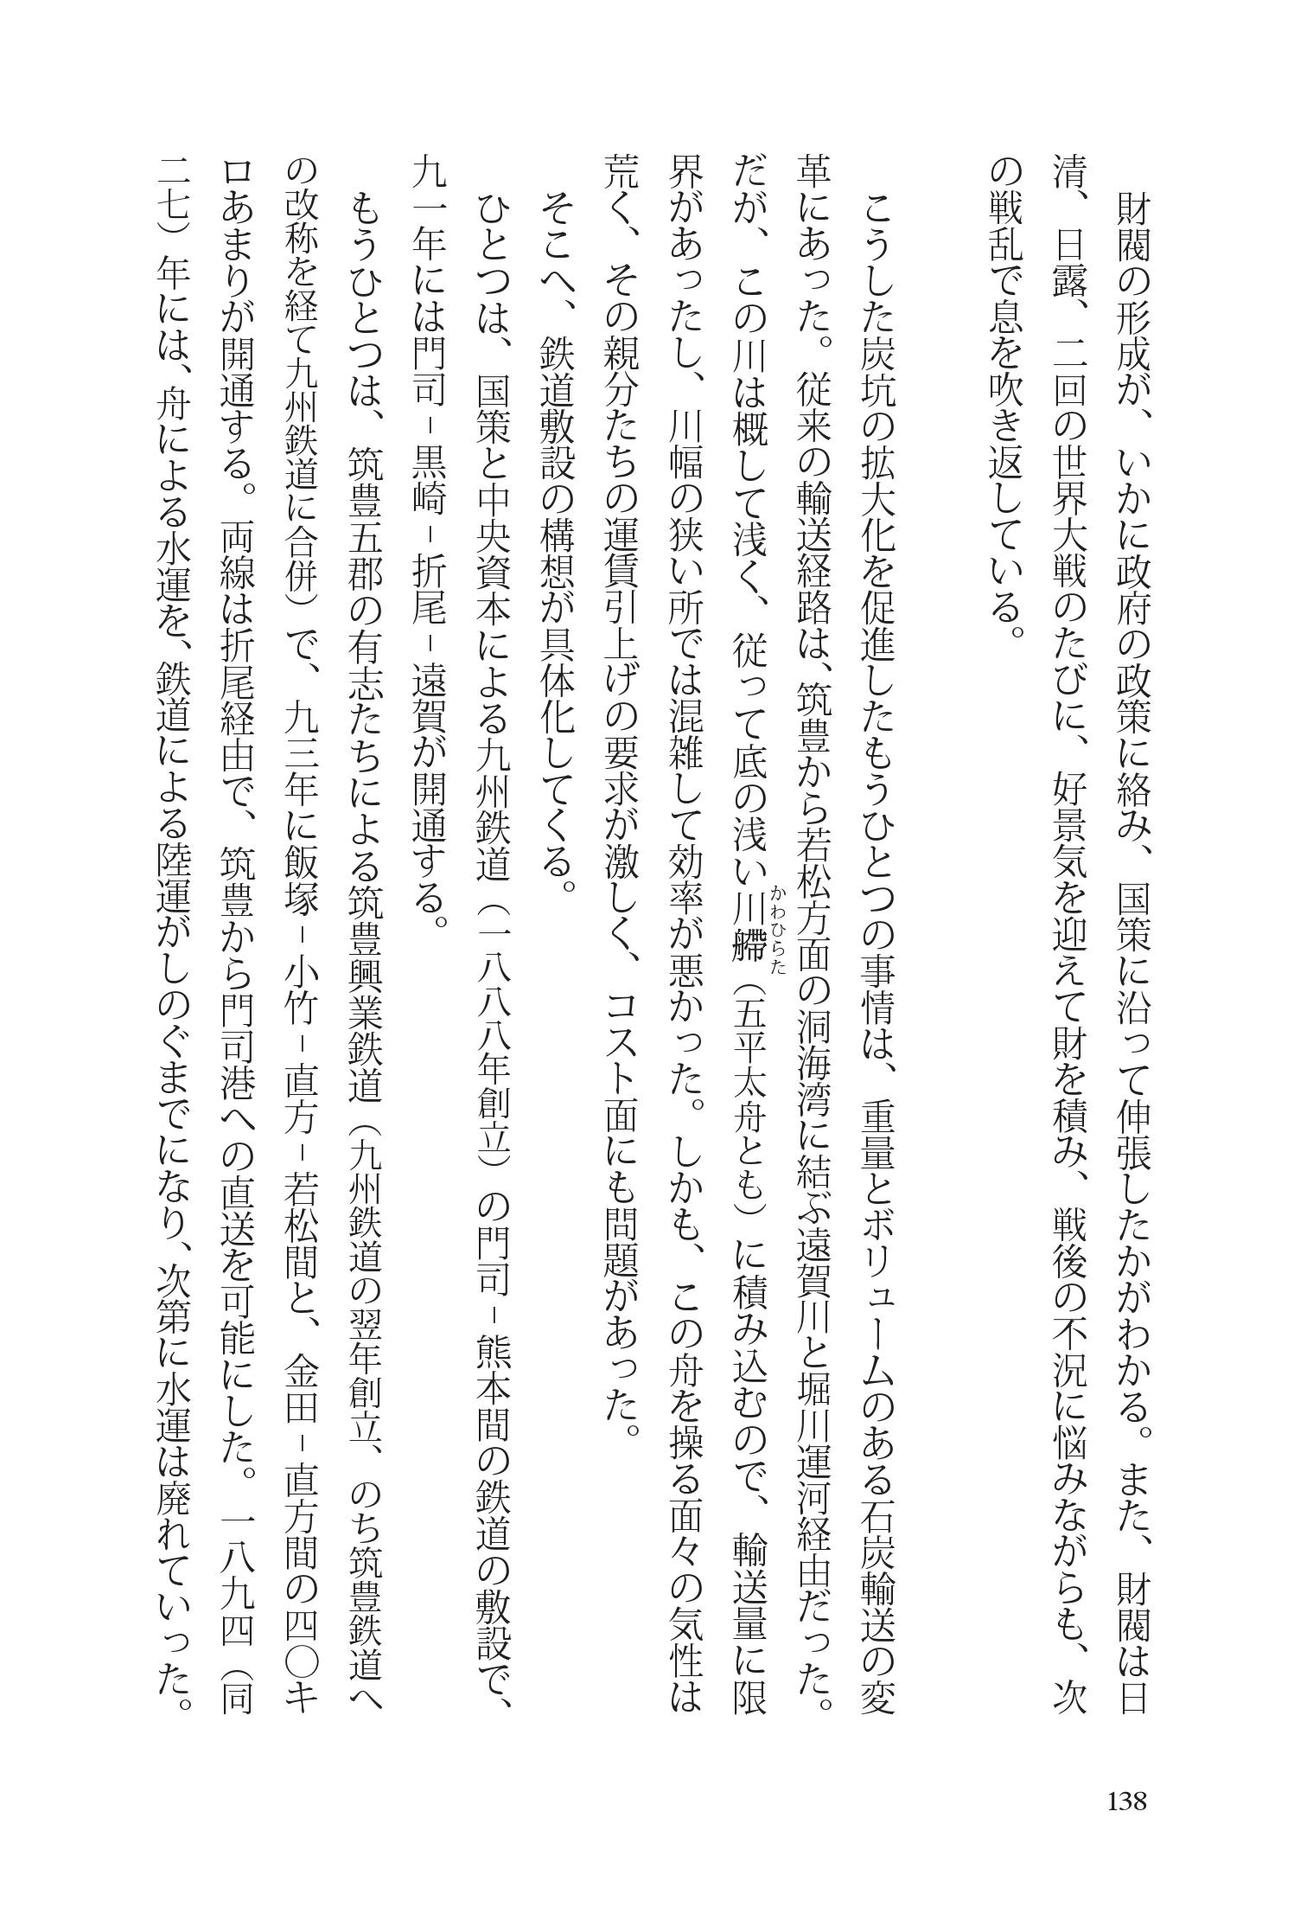 財閥の形成が、いかに政府の政策に絡み、国策に沿って伸張したかがわかる。また、財閥は日
清、日露、二回の世界大戦のたびに、好景気を迎えて財を積み、戦後の不況に悩みながらも、次
の戦乱で息を吹き返している。
こうした炭坑の拡大化を促進したもうひとつの事情は、重量とボリュームのある石炭輸送の変
革にあった。従来の輸送経路は、筑豊から若松方面の洞海湾に結ぶ遠賀川と堀川運河経由だった。
だが、この川は概して浅く、従って底の浅い川艜（五平太舟とも）に積み込むので、輸送量に限
かわひらた
界があったし、川幅の狭い所では混雑して効率が悪かった。しかも、この舟を操る面々の気性は
荒く、その親分たちの運賃引上げの要求が激しく、コスト面にも問題があった。
そこへ、鉄道敷設の構想が具体化してくる。
ひとつは、国策と中央資本による九州鉄道（一八八八年創立）の門司–熊本間の鉄道の敷設で、
九一年には門司–黒崎–折尾–遠賀が開通する。
もうひとつは、筑豊五郡の有志たちによる筑豊興業鉄道（九州鉄道の翌年創立、のち筑豊鉄道へ
の改称を経て九州鉄道に合併）で、九三年に飯塚–小竹–直方–若松間と、金田–直方間の四〇キ
ロあまりが開通する。両線は折尾経由で、筑豊から門司港への直送を可能にした。一八九四（同
二七）年には、舟による水運を、鉄道による陸運がしのぐまでになり、次第に水運は廃れていった。
138